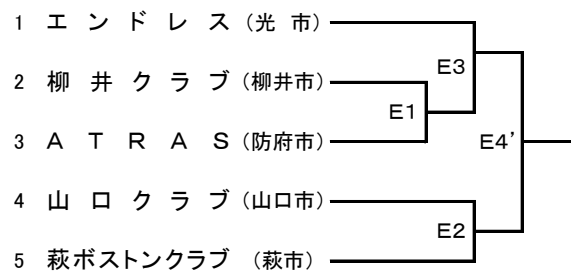 1 エンドレス (光市)
E3
2 柳井クラブ (柳井市)
E1
3 ATRAS (防府市)
E4'
4 山口クラブ (山口市)
E2
5 萩ボストンクラブ (萩市)